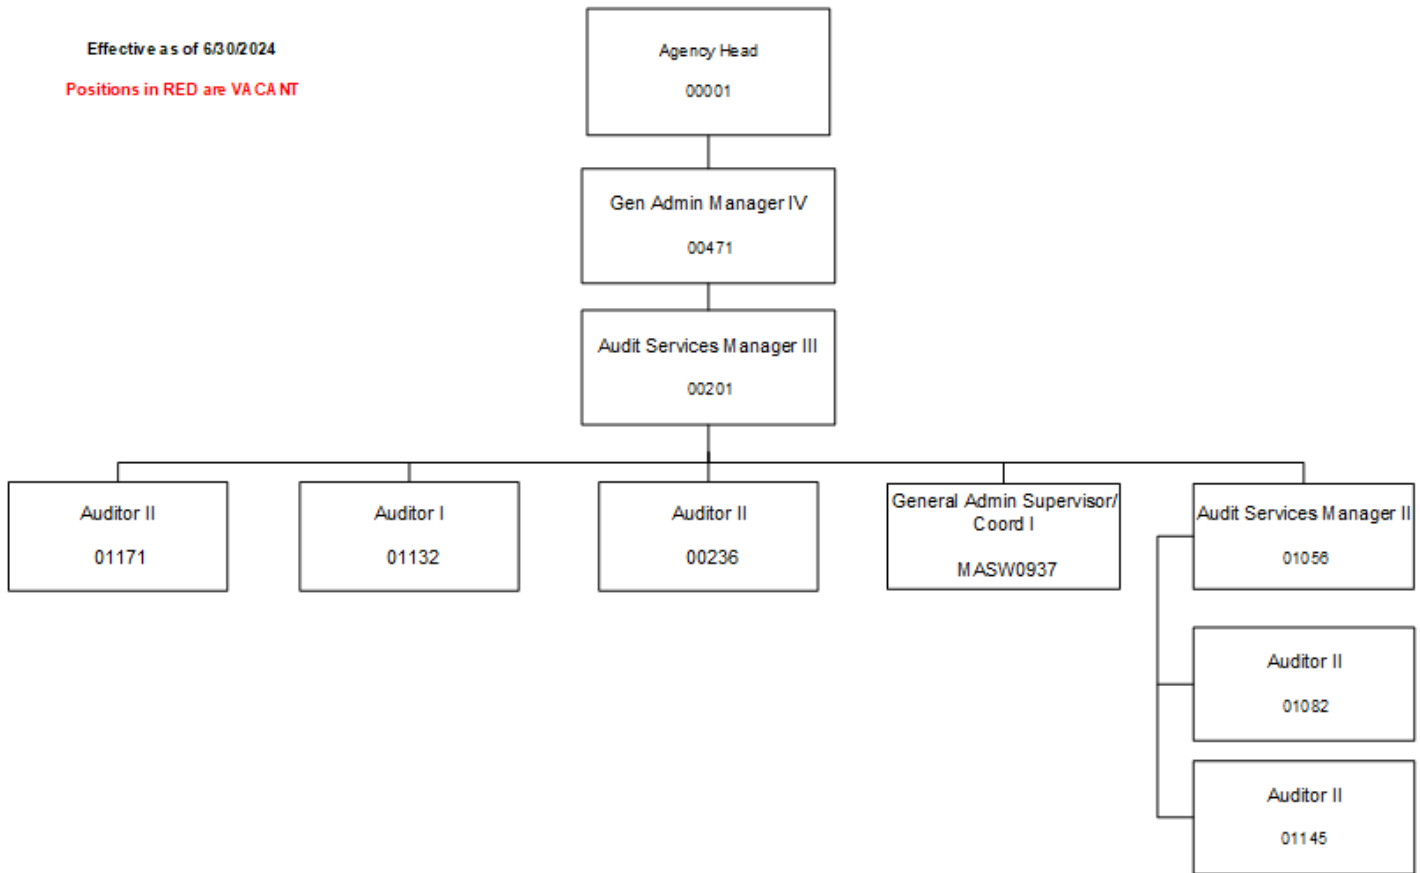 Effective as of 6/30/2024
Positions in RED are VACANT
Agency Head
00001
Gen Admin Manager IV
00471
Audit Services Manager III
00201
Auditor II
01171
Auditor I
01132
Auditor II
00236
General Admin Supervisor/
Coord I
MASW0937
Audit Services Manager II
01056
Auditor II
01082
Auditor II
01145